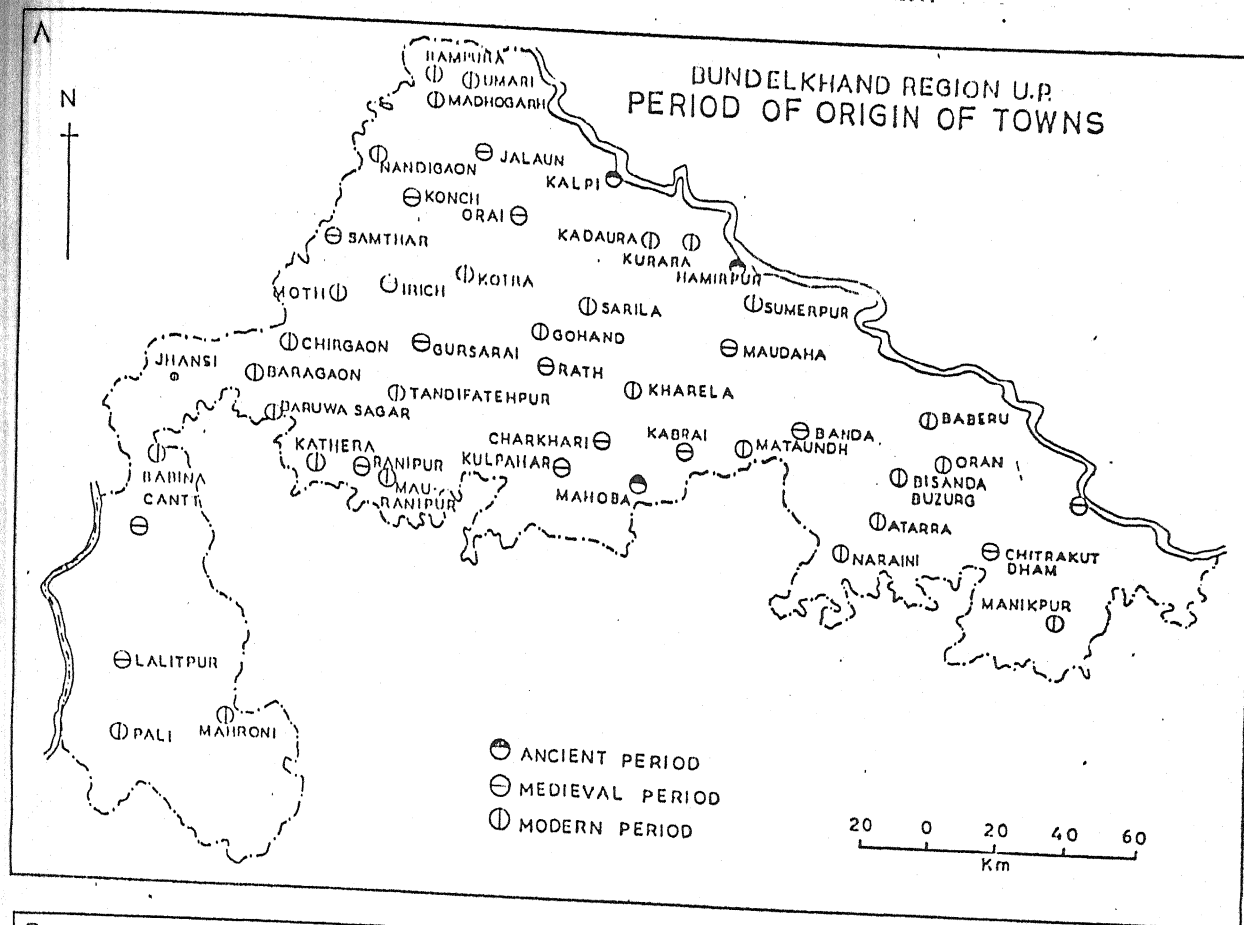 A
N
BUNDELKHAND REGION U.P.
PERIOD OF ORIGIN OF TOWNS
RAMPURA
UMARI
MADHOGARH
NANDIGAON
JALAUN
KALPI
KONCH
ORAI
SAMTHAR
KADAURA
KURARA
HAMIRPUR
MOTH
IRICH
KOTRA
SARILA
SUMERPUR
CHIRGAON
GURSARAI
GOHAND
MAUDAHA
JHANSI
BARAGAON
RATH
TANDIFATEHPUR
KHARELA
BARUWA SAGAR
BABERU
KATHERA
RANIPUR
CHARKHARI
KABRAI
BANDA
MATAUNDH
KULPAHAR
ORAN
BABINA
CANTT
MAU-
RANIPUR
MAHOBA
BISANDA
BUZURG
ATARRA
NARAINI
CHITRAKUT
DHAM
MANIKPUR
LALITPUR
PALI
MAHRONI
ANCIENT PERIOD
MEDIEVAL PERIOD
MODERN PERIOD
20 0 20 40 60
Km